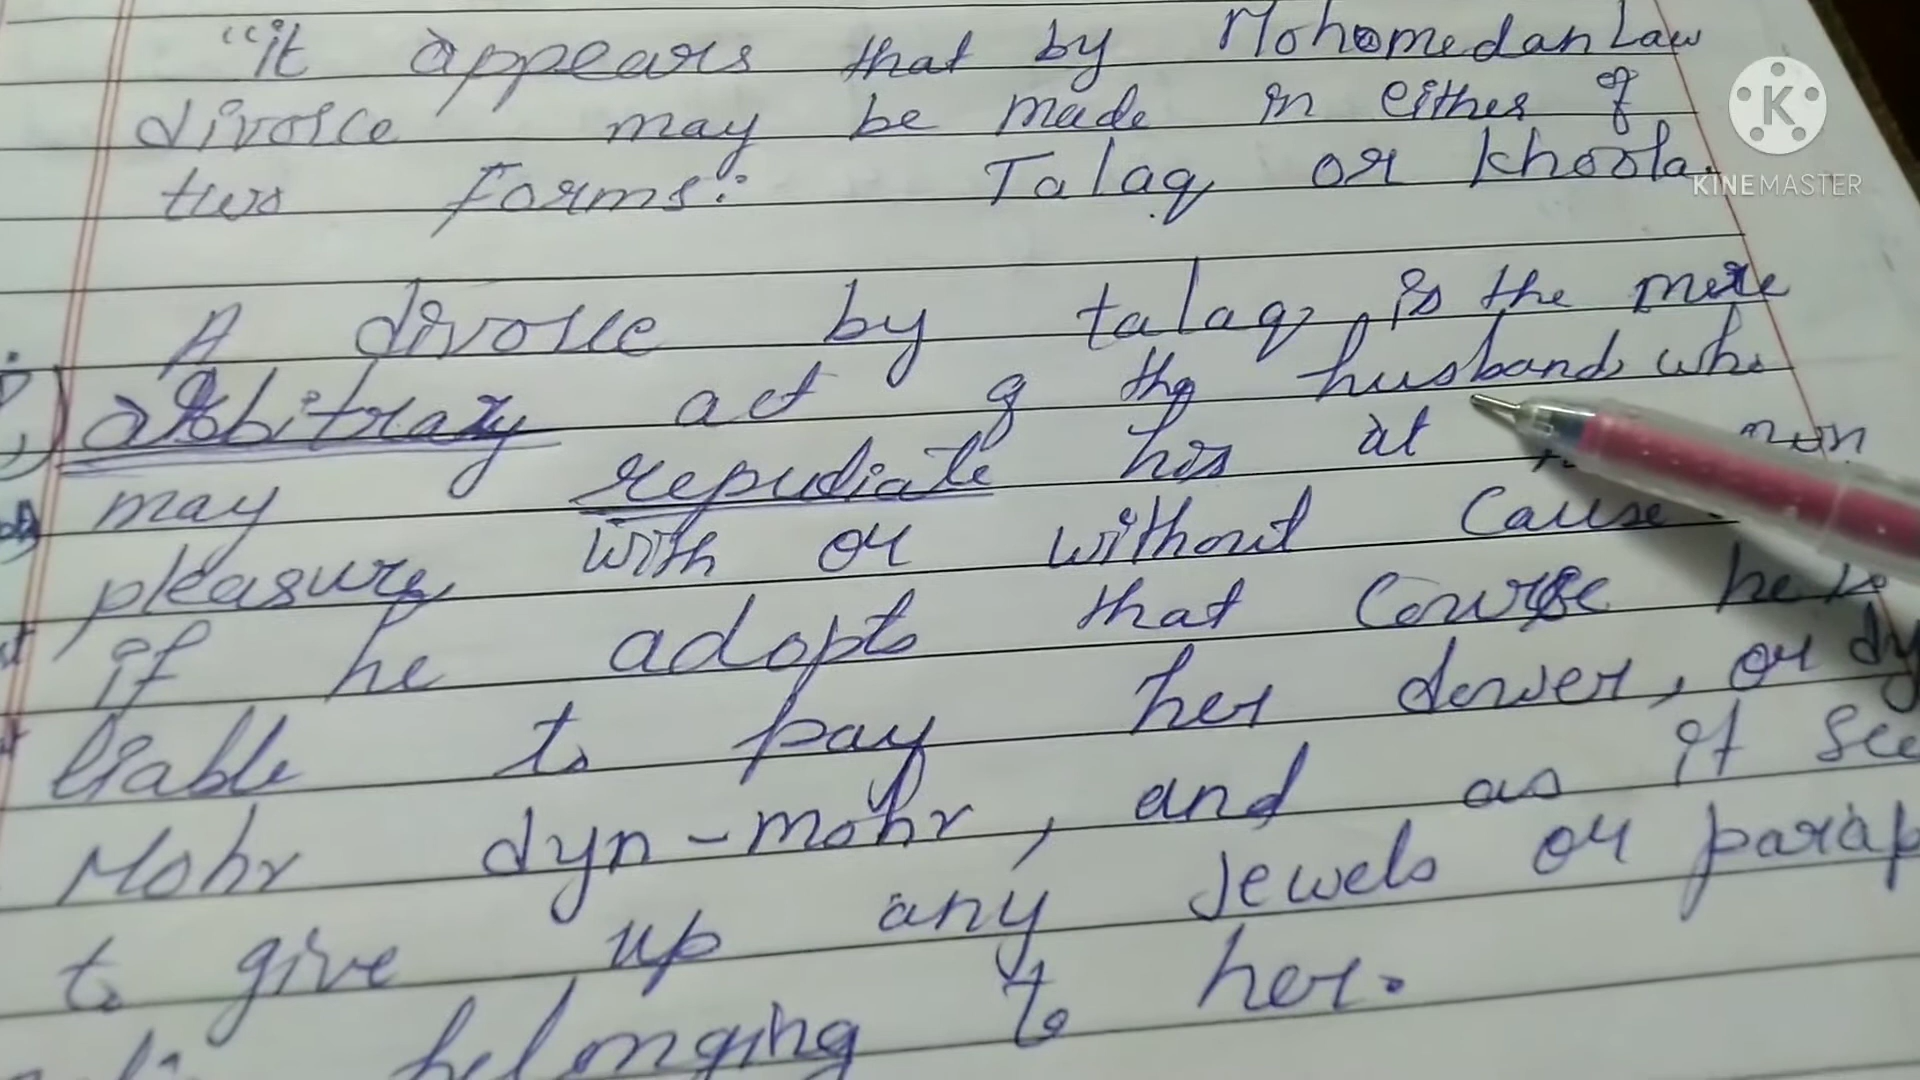 "it appears that by Mohomedan Law
divorce may be made in either of
two Forms: Talaq or Khoola.
A divorce by talaq, is the mere
arbitrary act of the husband, who
may repudiate his at own
pleasure, with or without cause.
if he adopts that course he is
liable to pay her dower, or dyn
Mohr dyn-mohr, and as if
to give up any jewels or
belonging to her.
KINEMASTER